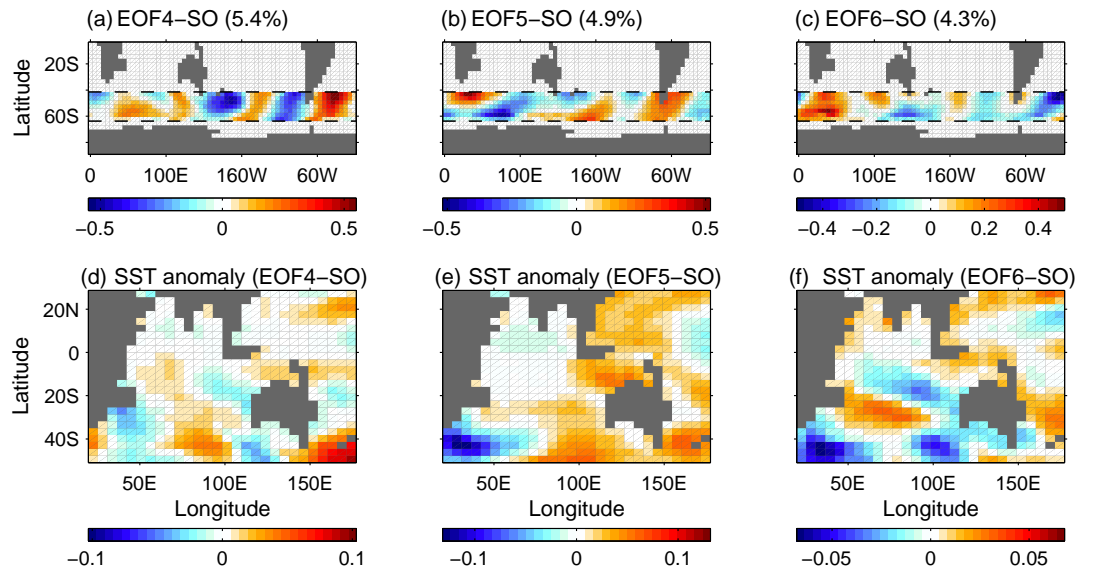 (a) EOF4−SO (5.4%)
(b) EOF5−SO (4.9%)
(c) EOF6−SO (4.3%)
Latitude
20S
60S
0 100E 160W 60W
0 100E 160W 60W
0 100E 160W 60W
−0.5 0 0.5
−0.5 0 0.5
−0.4 −0.2 0 0.2 0.4
(d) SST anomaly (EOF4−SO)
(e) SST anomaly (EOF5−SO)
(f) SST anomaly (EOF6−SO)
Latitude
20N
0
20S
40S
50E 100E 150E
50E 100E 150E
50E 100E 150E
Longitude
Longitude
Longitude
−0.1 0 0.1
−0.1 0 0.1
−0.05 0 0.05